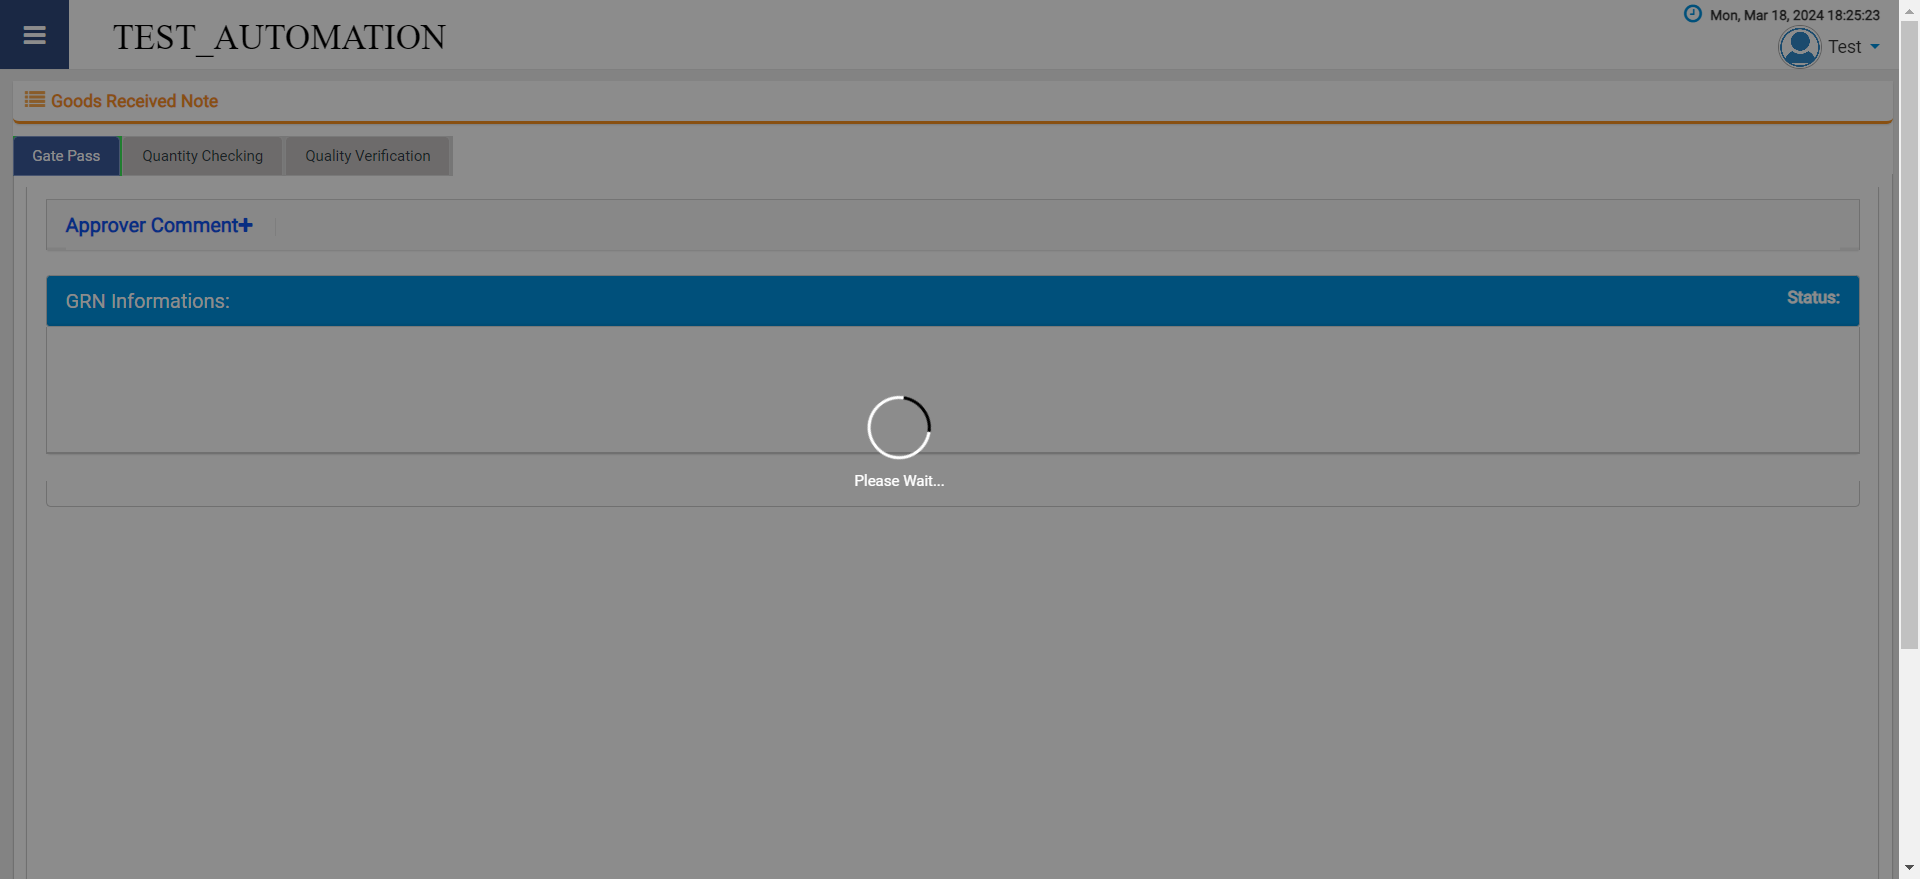 TEST_AUTOMATION
Mon, Mar 18, 2024 18:25:23
Test
Goods Received Note
Gate Pass
Quantity Checking
Quality Verification
Approver Comment+
GRN Informations:
Status:
Please Wait...